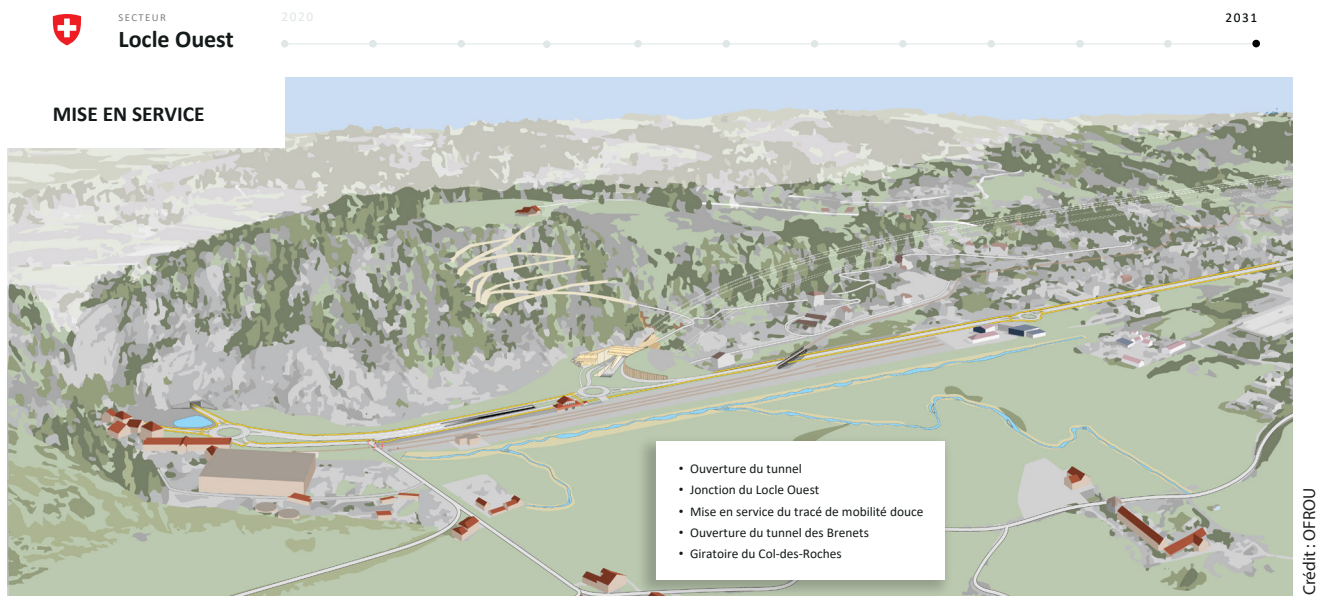 SECTEUR
Locle Ouest
2020
2031
MISE EN SERVICE
• Ouverture du tunnel
• Jonction du Locle Ouest
• Mise en service du tracé de mobilité douce
• Ouverture du tunnel des Brenets
• Giratoire du Col-des-Roches
Crédit : OFROU